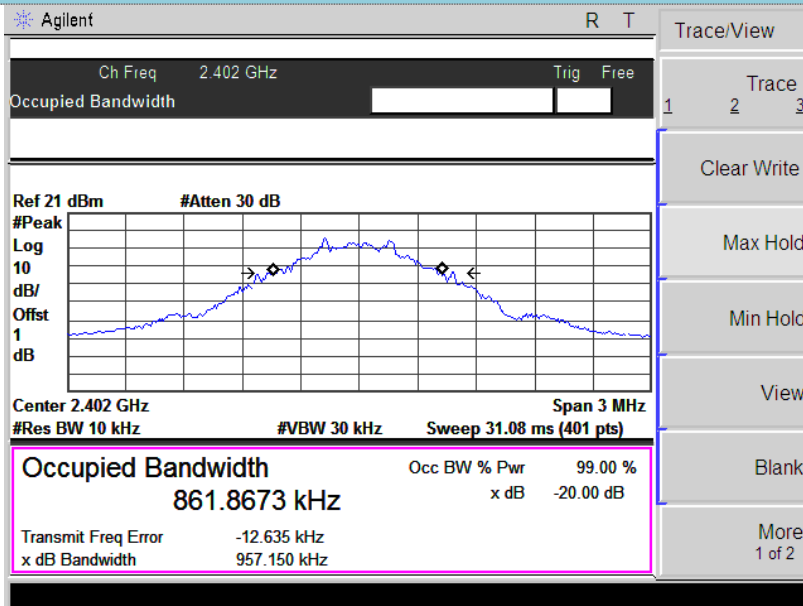 Agilent R T
Trace/View
Ch Freq 2.402 GHz Trig Free
Occupied Bandwidth
Trace
1 2 3
Clear Write
Ref 21 dBm #Atten 30 dB
#Peak
Log
10
dB/
Offst
1
dB
Max Hold
Min Hold
View
Center 2.402 GHz Span 3 MHz
#Res BW 10 kHz #VBW 30 kHz Sweep 31.08 ms (401 pts)
Occupied Bandwidth Occ BW % Pwr 99.00 %
861.8673 kHz x dB -20.00 dB
Transmit Freq Error -12.635 kHz
x dB Bandwidth 957.150 kHz
Blank
More
1 of 2